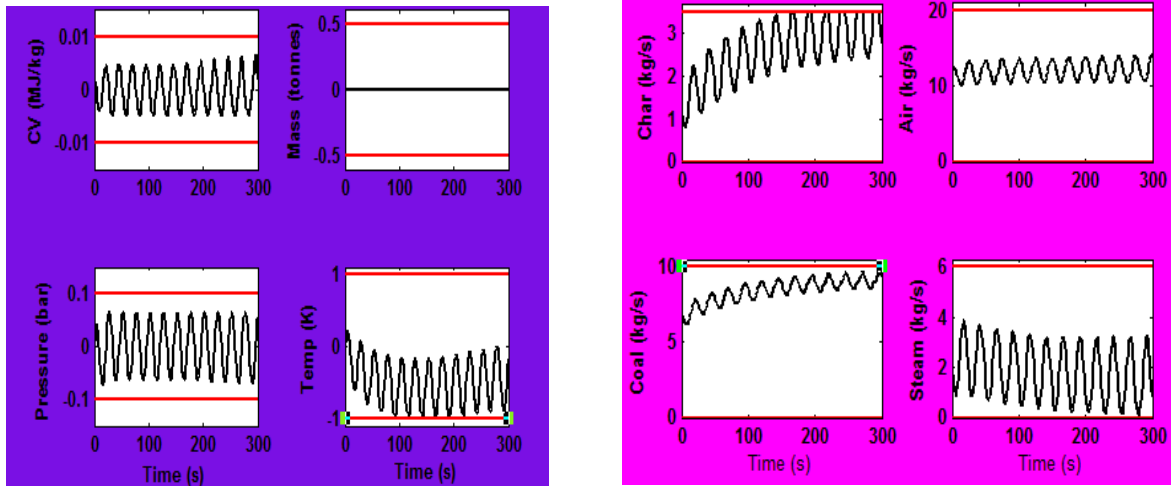 CV (MJ/kg)
0.01
0
-0.01
0 100 200 300
Mass (tonnes)
0.5
0
-0.5
0 100 200 300
Pressure (bar)
0.1
0
-0.1
0 100 200 300
Time (s)
Temp (K)
1
0
-1
0 100 200 300
Time (s)
Char (kg/s)
3
2
1
0
0 100 200 300
Air (kg/s)
20
10
0
0 100 200 300
Coal (kg/s)
10
5
0
0 100 200 300
Time (s)
Steam (kg/s)
6
4
2
0
0 100 200 300
Time (s)